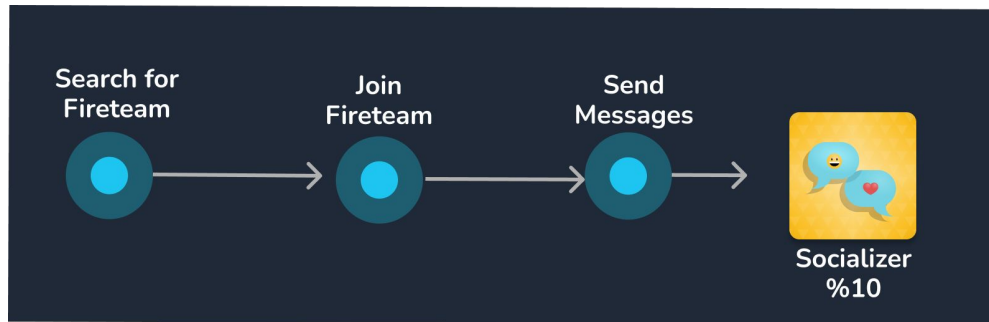 Search for
Fireteam
Join
Fireteam
Send
Messages
Socializer
%10